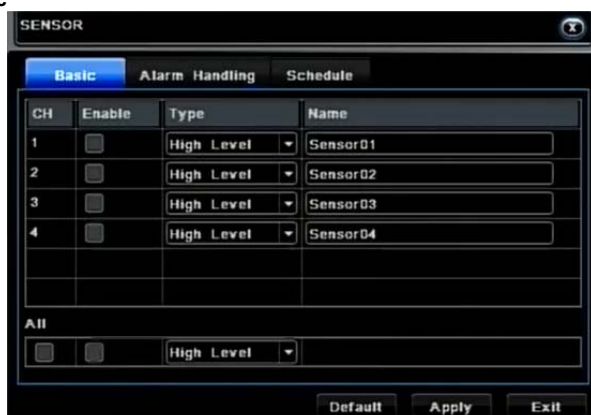 SENSOR
Basic Alarm Handling Schedule
CH Enable Type Name
1 High Level Sensor01
2 High Level Sensor02
3 High Level Sensor03
4 High Level Sensor04
All
High Level
Default Apply Exit